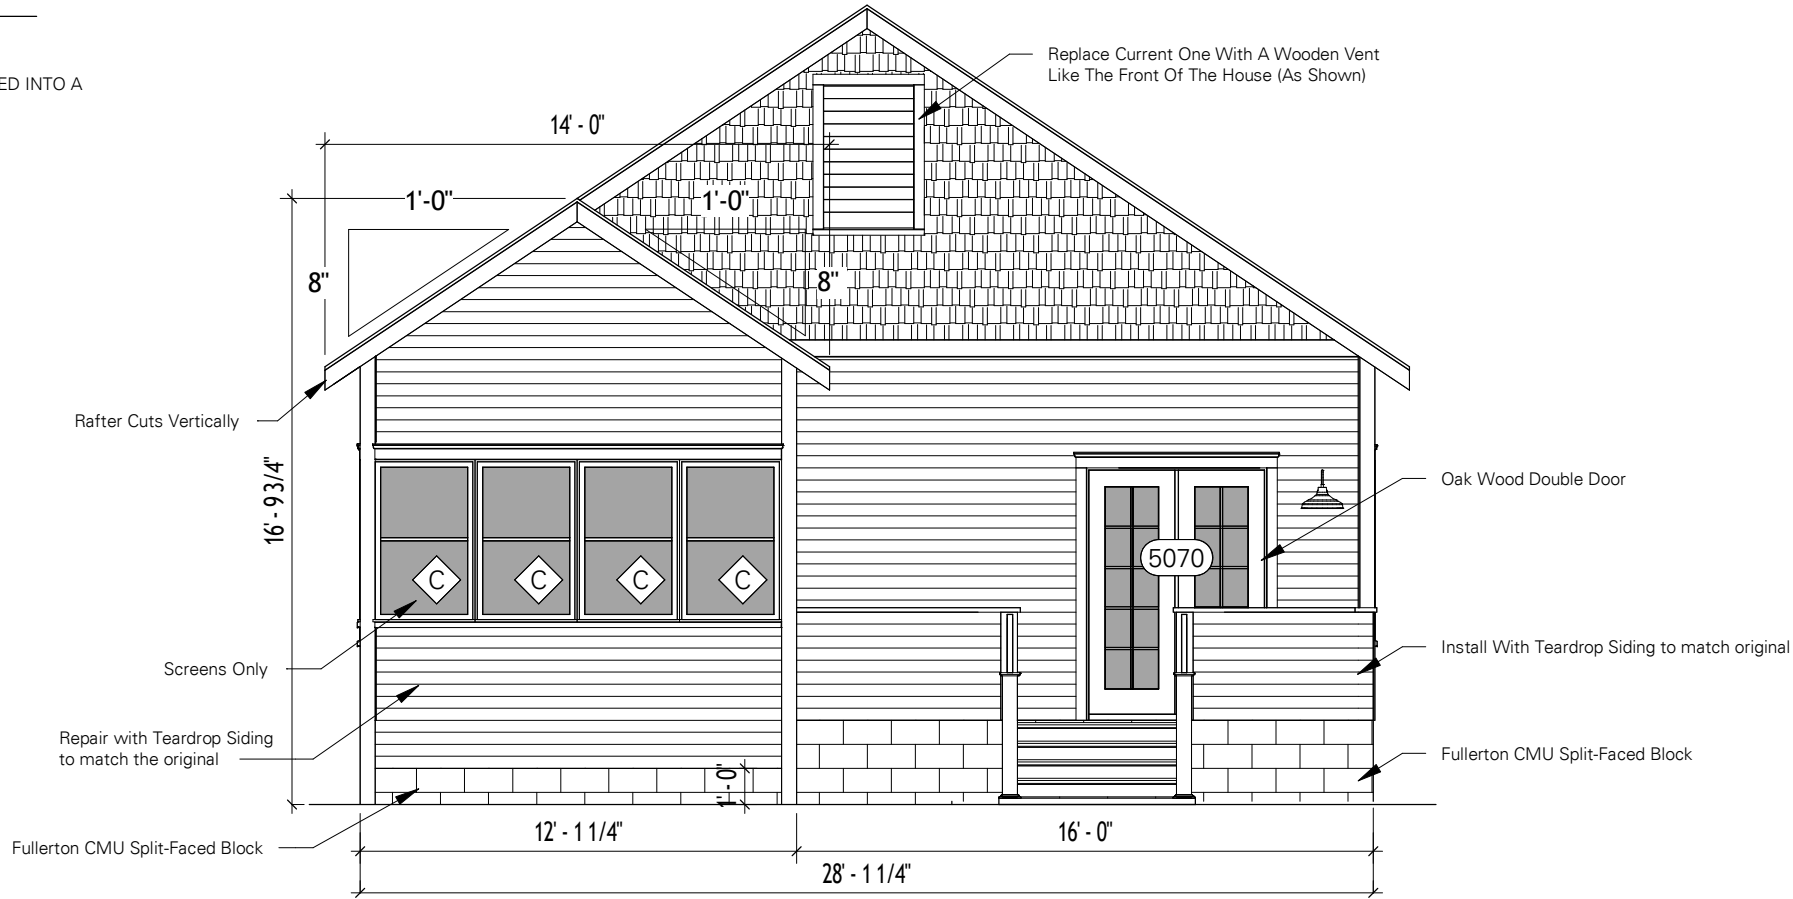 ED INTO A
Replace Current One With A Wooden Vent
Like The Front Of The House (As Shown)
14' - 0"
1'-0"
1'-0"
8"
8"
Rafter Cuts Vertically
16' - 9 3/4"
Oak Wood Double Door
5070
C
C
C
C
Screens Only
Install With Teardrop Siding to match original
Repair with Teardrop Siding
to match the original
Fullerton CMU Split-Faced Block
1'- 0"
12' - 1 1/4"
16' - 0"
Fullerton CMU Split-Faced Block
28' - 1 1/4"